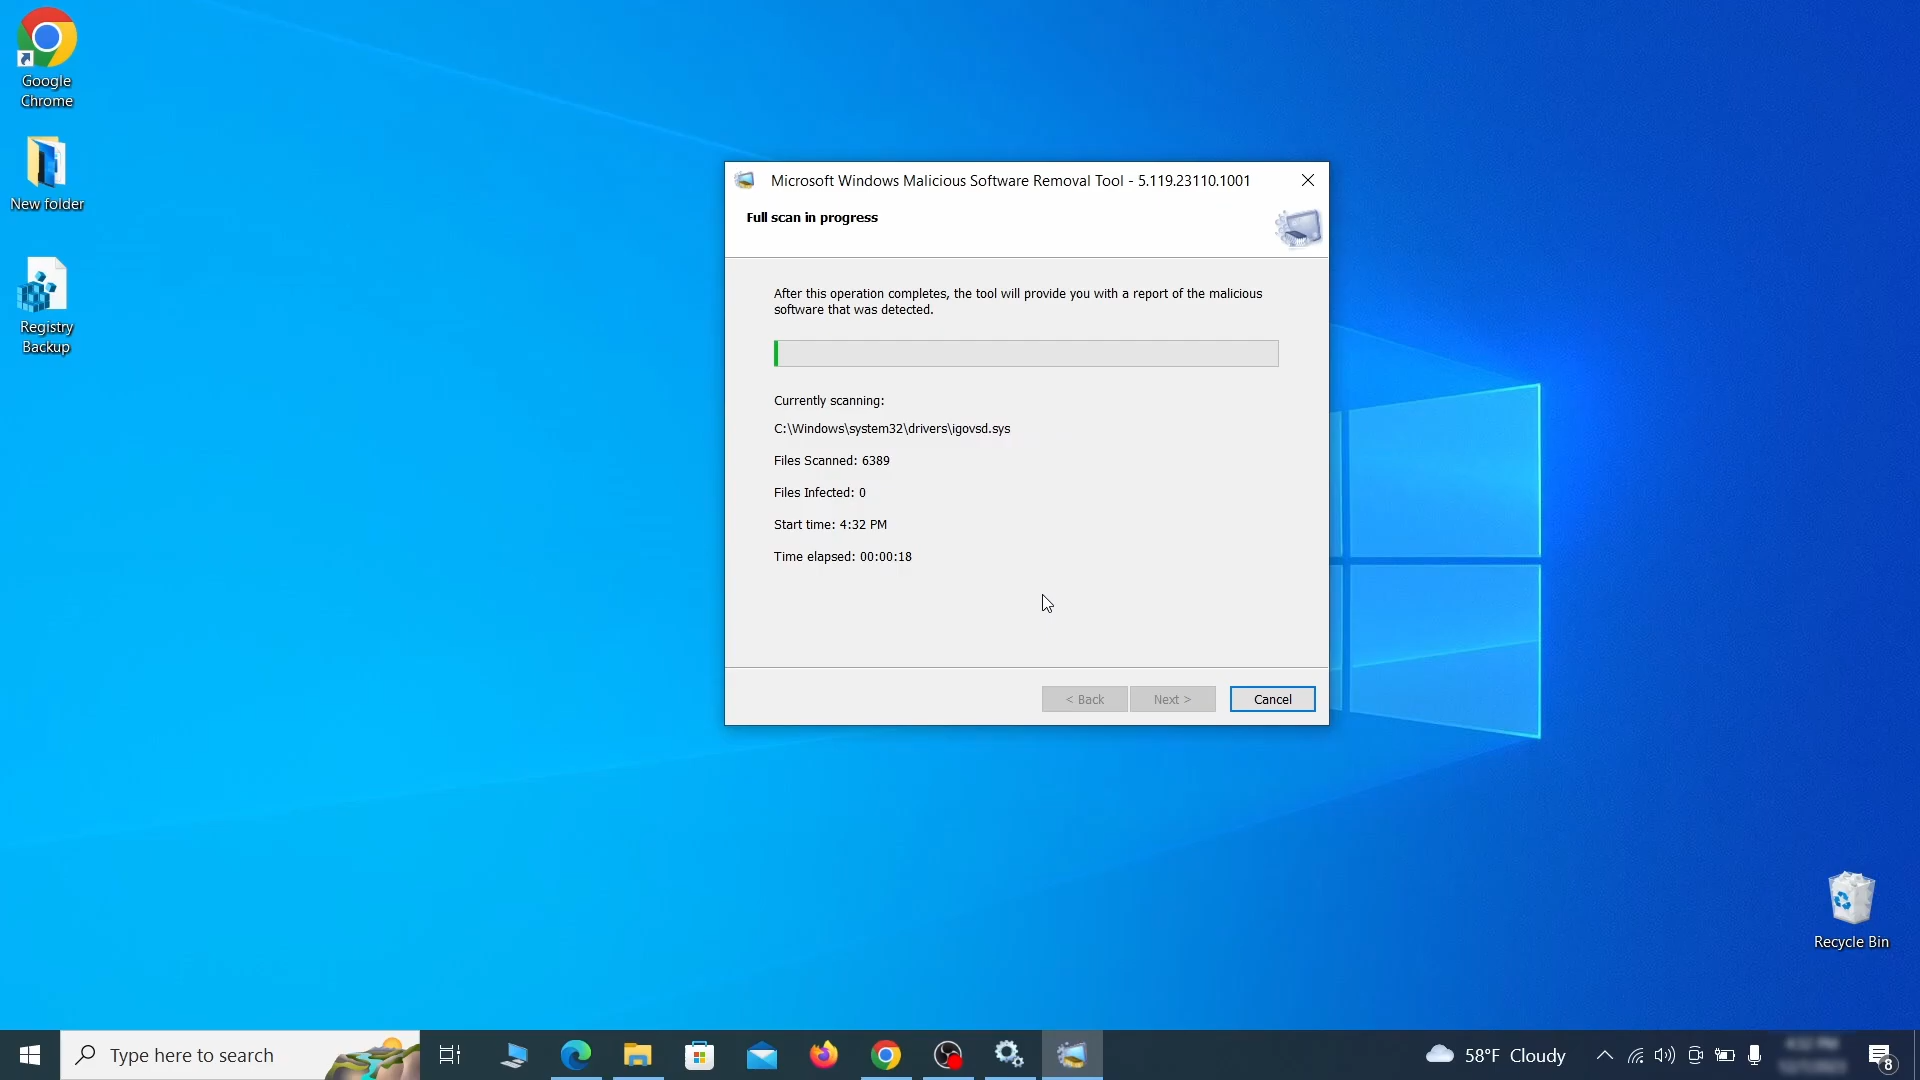 Google
Chrome
New folder
Registry
Backup
Microsoft Windows Malicious Software Removal Tool - 5.119.23110.1001
Full scan in progress
After this operation completes, the tool will provide you with a report of the malicious
software that was detected.
Currently scanning:
C:\Windows\system32\drivers\igovsd.sys
Files Scanned: 6389
Files Infected: 0
Start time: 4:32 PM
Time elapsed: 00:00:18
< Back
Next >
Cancel
Recycle Bin
Type here to search
58°F Cloudy
8